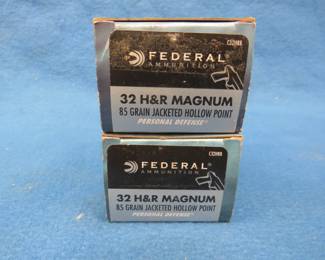 C32HRB
FEDERAL
AMMUNITION
32 H&R MAGNUM
85 GRAIN JACKETED HOLLOW POINT
PERSONAL DEFENSE
C32HRB
FEDERAL
AMMUNITION
32 H&R MAGNUM
85 GRAIN JACKETED HOLLOW POINT
PERSONAL DEFENSE